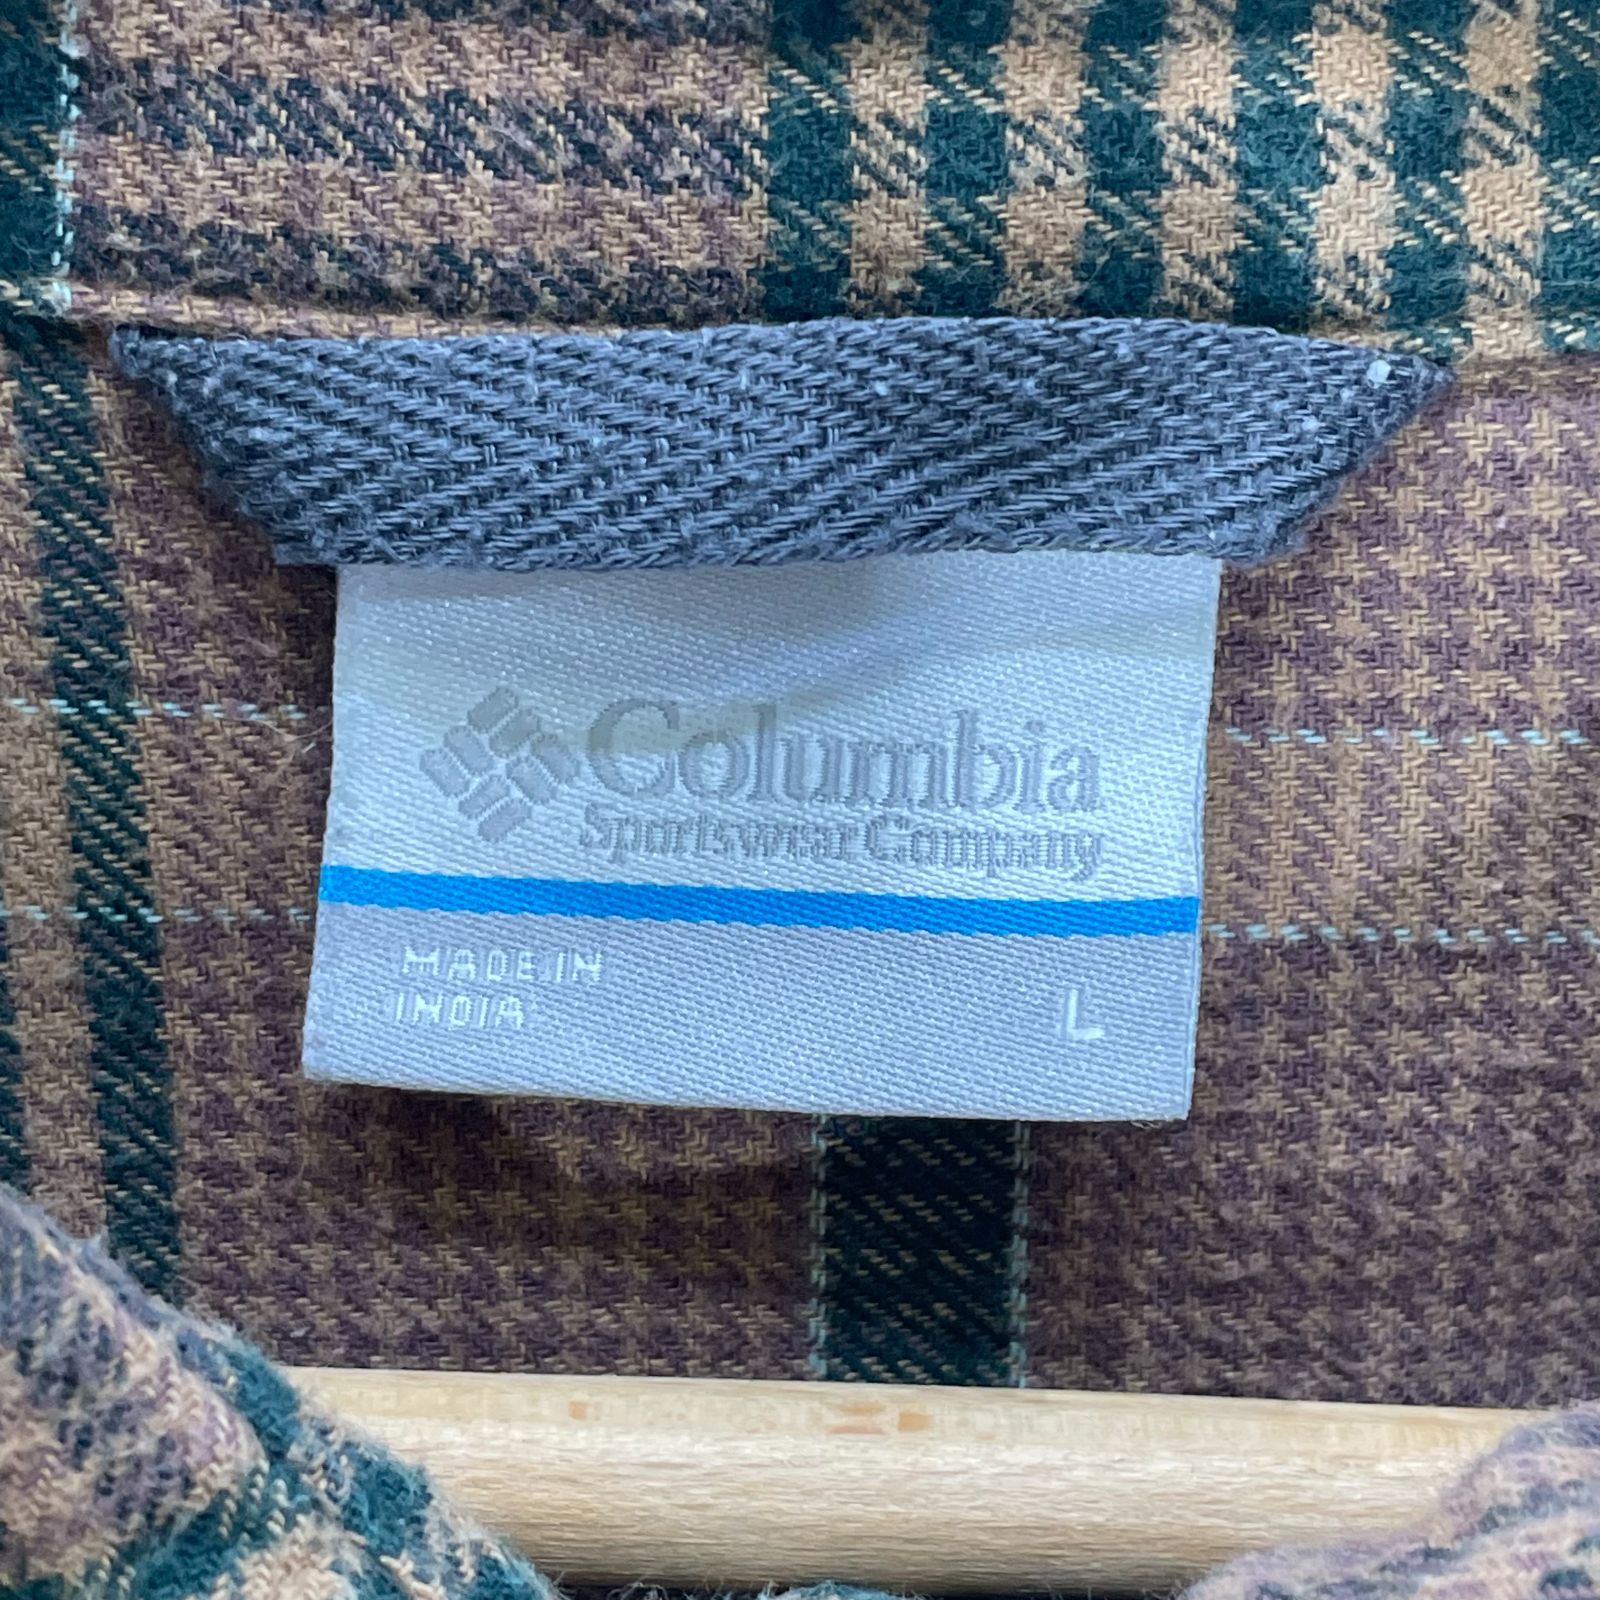 Columbia
Sportswear Company
MADE IN
INDIA
L